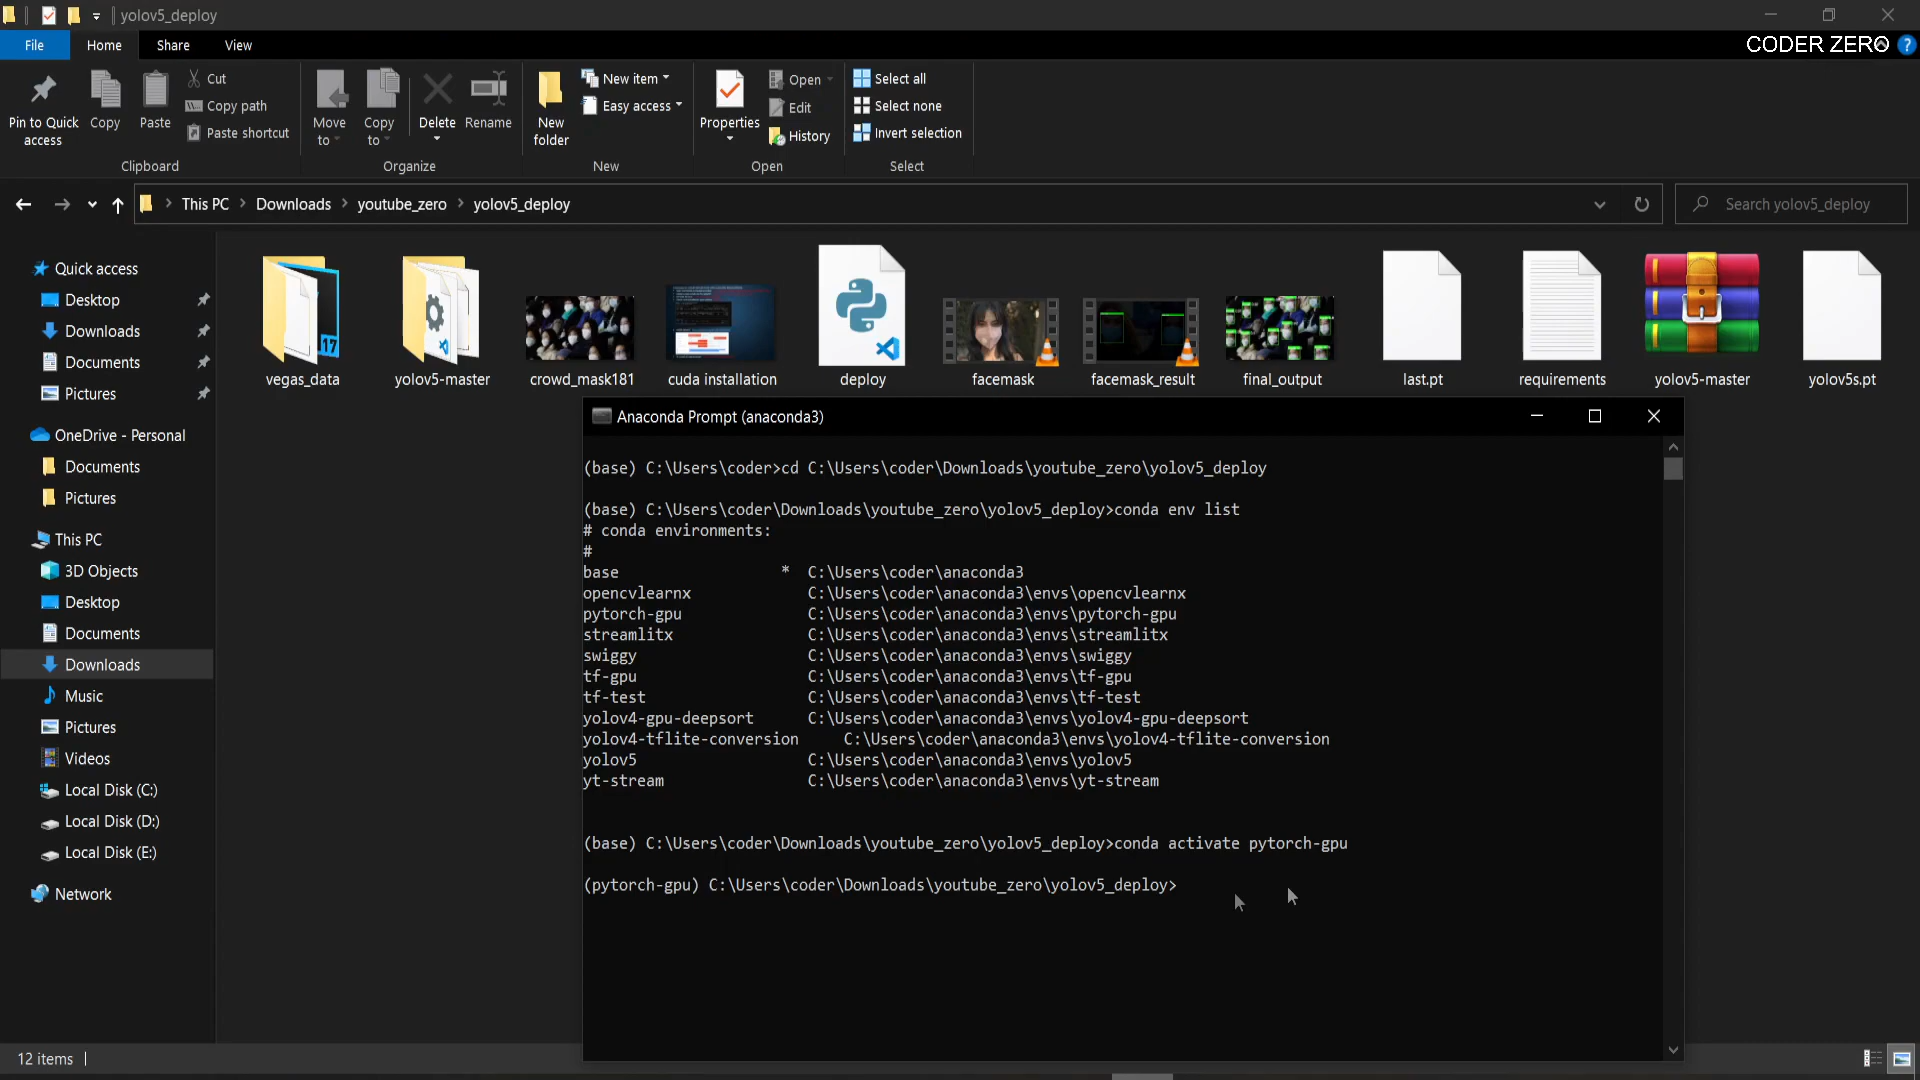 yolov5_deploy
File Home Share View
CODER ZERO
Pin to Quick access
Copy
Paste
Cut
Copy path
Paste shortcut
Clipboard
Move to
Copy to
Delete
Rename
Organize
New folder
New item
Easy access
New
Properties
Open
Edit
History
Open
Select all
Select none
Invert selection
Select
This PC > Downloads > youtube_zero > yolov5_deploy
Search yolov5_deploy
Quick access
Desktop
Downloads
Documents
Pictures
OneDrive - Personal
Documents
Pictures
This PC
3D Objects
Desktop
Documents
Downloads
Music
Pictures
Videos
Local Disk (C:)
Local Disk (D:)
Local Disk (E:)
Network
17
vegas_data
yolov5-master
crowd_mask181
cuda installation
deploy
facemask
facemask_result
final_output
last.pt
requirements
yolov5-master
yolov5s.pt
Anaconda Prompt (anaconda3)
(base) C:\Users\coder>cd C:\Users\coder\Downloads\youtube_zero\yolov5_deploy
(base) C:\Users\coder\Downloads\youtube_zero\yolov5_deploy>conda env list
# conda environments:
#
base * C:\Users\coder\anaconda3
opencvlearnx C:\Users\coder\anaconda3\envs\opencvlearnx
pytorch-gpu C:\Users\coder\anaconda3\envs\pytorch-gpu
streamlitx C:\Users\coder\anaconda3\envs\streamlitx
swiggy C:\Users\coder\anaconda3\envs\swiggy
tf-gpu C:\Users\coder\anaconda3\envs\tf-gpu
tf-test C:\Users\coder\anaconda3\envs\tf-test
yolov4-gpu-deepsort C:\Users\coder\anaconda3\envs\yolov4-gpu-deepsort
yolov4-tflite-conversion C:\Users\coder\anaconda3\envs\yolov4-tflite-conversion
yolov5 C:\Users\coder\anaconda3\envs\yolov5
yt-stream C:\Users\coder\anaconda3\envs\yt-stream
(base) C:\Users\coder\Downloads\youtube_zero\yolov5_deploy>conda activate pytorch-gpu
(pytorch-gpu) C:\Users\coder\Downloads\youtube_zero\yolov5_deploy>
12 items